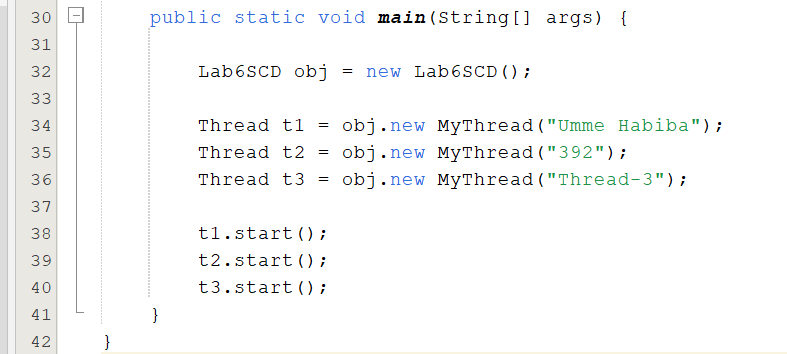 30 public static void main(String[] args) {
31
32 Lab6SCD obj = new Lab6SCD();
33
34 Thread t1 = obj.new MyThread("Umme Habiba");
35 Thread t2 = obj.new MyThread("392");
36 Thread t3 = obj.new MyThread("Thread-3");
37
38 t1.start();
39 t2.start();
40 t3.start();
41 }
42 }